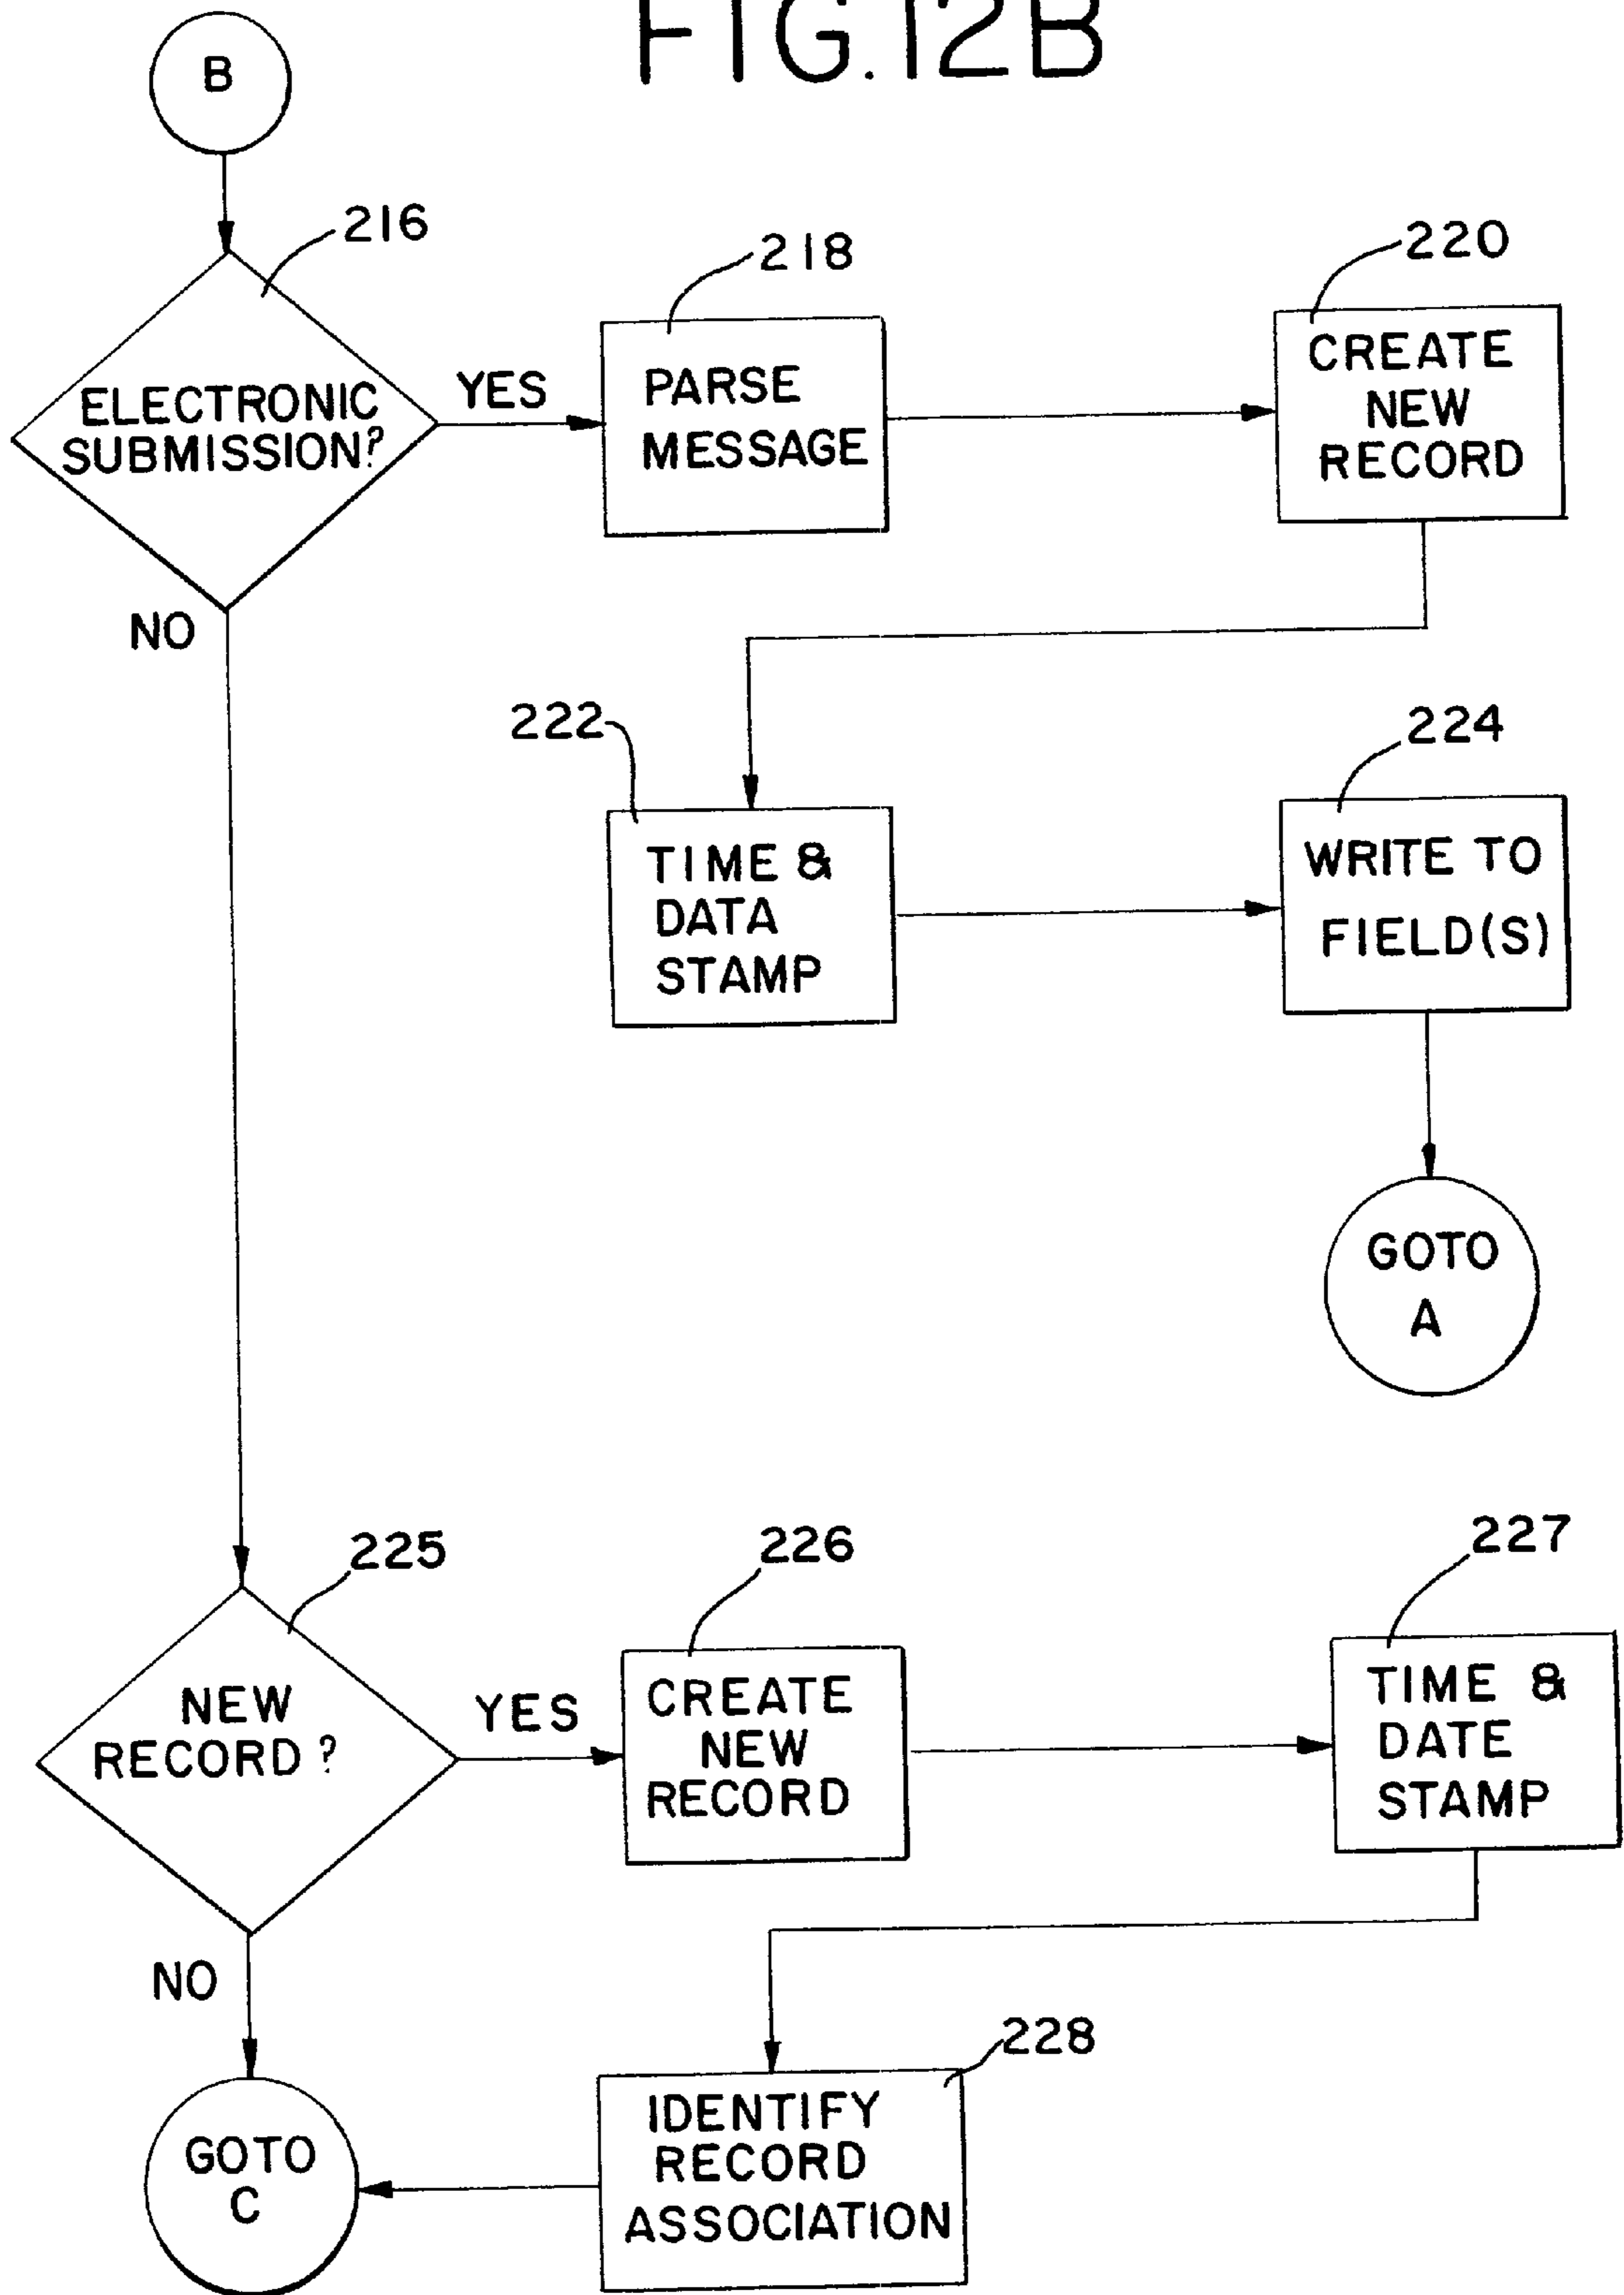 FIG. 12B
B
216
ELECTRONIC
SUBMISSION?
YES
218
PARSE
MESSAGE
220
CREATE
NEW
RECORD
NO
222
TIME &
DATA
STAMP
224
WRITE TO
FIELD(S)
GOTO
A
225
NEW
RECORD?
YES
226
CREATE
NEW
RECORD
227
TIME &
DATE
STAMP
NO
228
IDENTIFY
RECORD
ASSOCIATION
GOTO
C